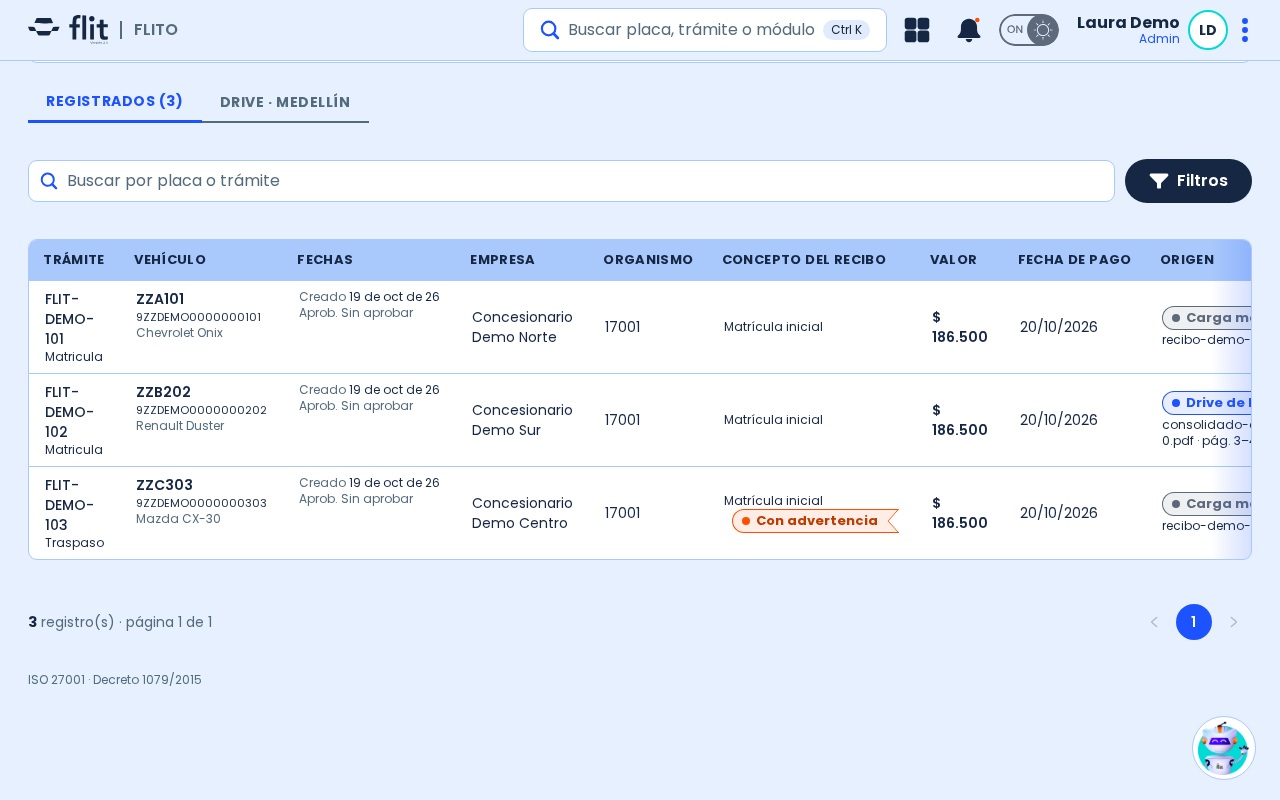 flit | FLITO
Buscar placa, trámite o módulo Ctrl K
ON
Laura Demo
Admin
LD
REGISTRADOS (3) DRIVE · MEDELLÍN
Buscar por placa o trámite
Filtros
TRÁMITE VEHÍCULO FECHAS EMPRESA ORGANISMO CONCEPTO DEL RECIBO VALOR FECHA DE PAGO ORIGEN
FLIT-
DEMO-
101
Matricula
ZZA101
9ZZDEMO0000000101
Chevrolet Onix
Creado 19 de oct de 26
Aprob. Sin aprobar
Concesionario
Demo Norte
17001
Matrícula inicial
$
186.500
20/10/2026
Carga
recibo-demo-
FLIT-
DEMO-
102
Matricula
ZZB202
9ZZDEMO0000000202
Renault Duster
Creado 19 de oct de 26
Aprob. Sin aprobar
Concesionario
Demo Sur
17001
Matrícula inicial
$
186.500
20/10/2026
Drive de
consolidado-
0.pdf · pág. 3–
FLIT-
DEMO-
103
Traspaso
ZZC303
9ZZDEMO0000000303
Mazda CX-30
Creado 19 de oct de 26
Aprob. Sin aprobar
Concesionario
Demo Centro
17001
Matrícula inicial
Con advertencia
$
186.500
20/10/2026
Carga
recibo-demo-
3 registro(s) · página 1 de 1
1
ISO 27001 · Decreto 1079/2015